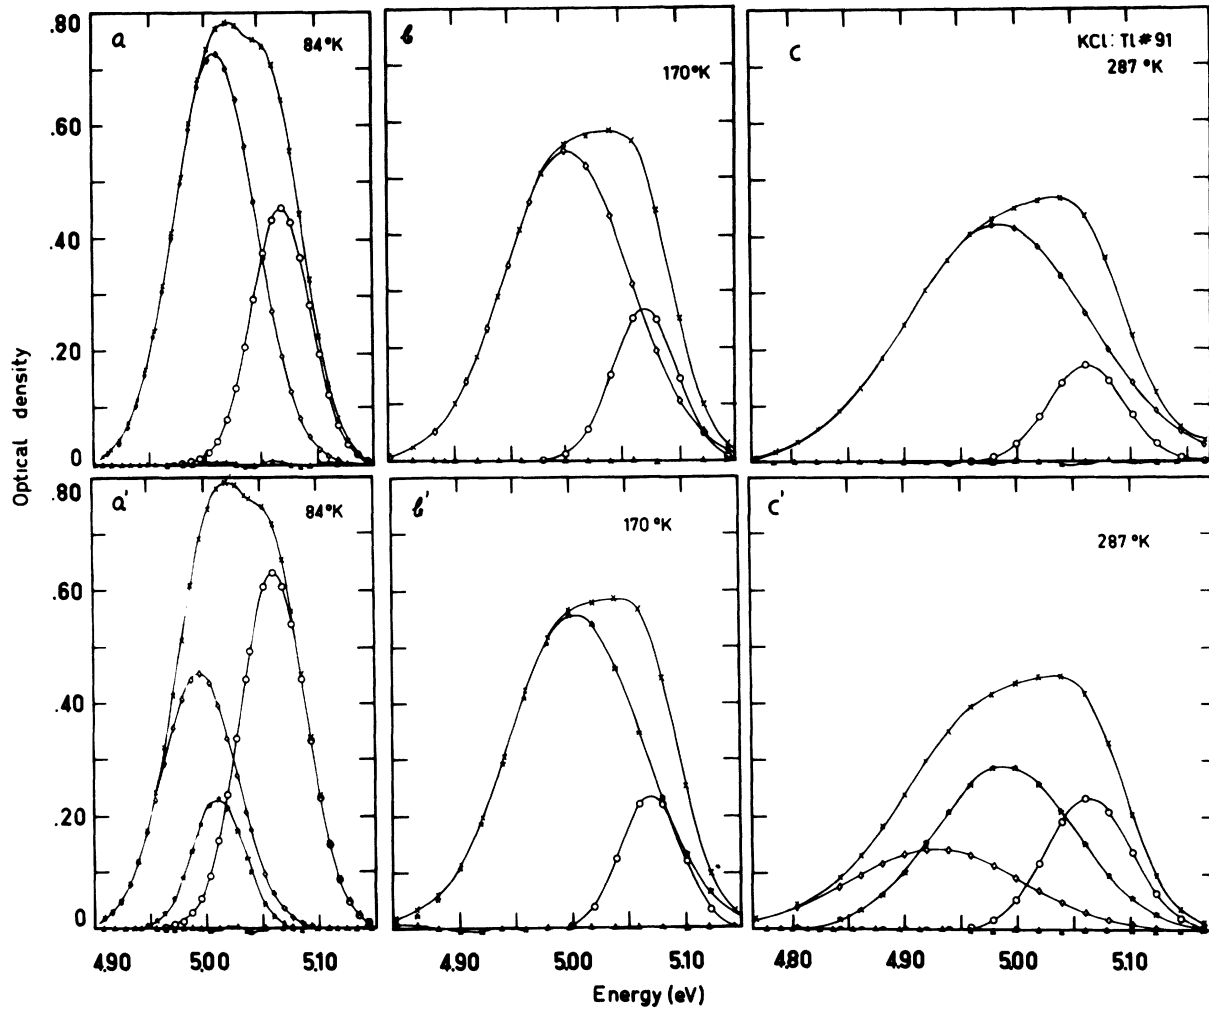 .80
.60
.40
.20
0
a
84°K
b
170°K
c
KCl: Tl #91
287 °K
Optical density
.80
.60
.40
.20
0
a'
84°K
b'
170 °K
c'
287 °K
4.90
5.00
5.10
4.90
5.00
5.10
4.80
4.90
5.00
5.10
Energy (eV)